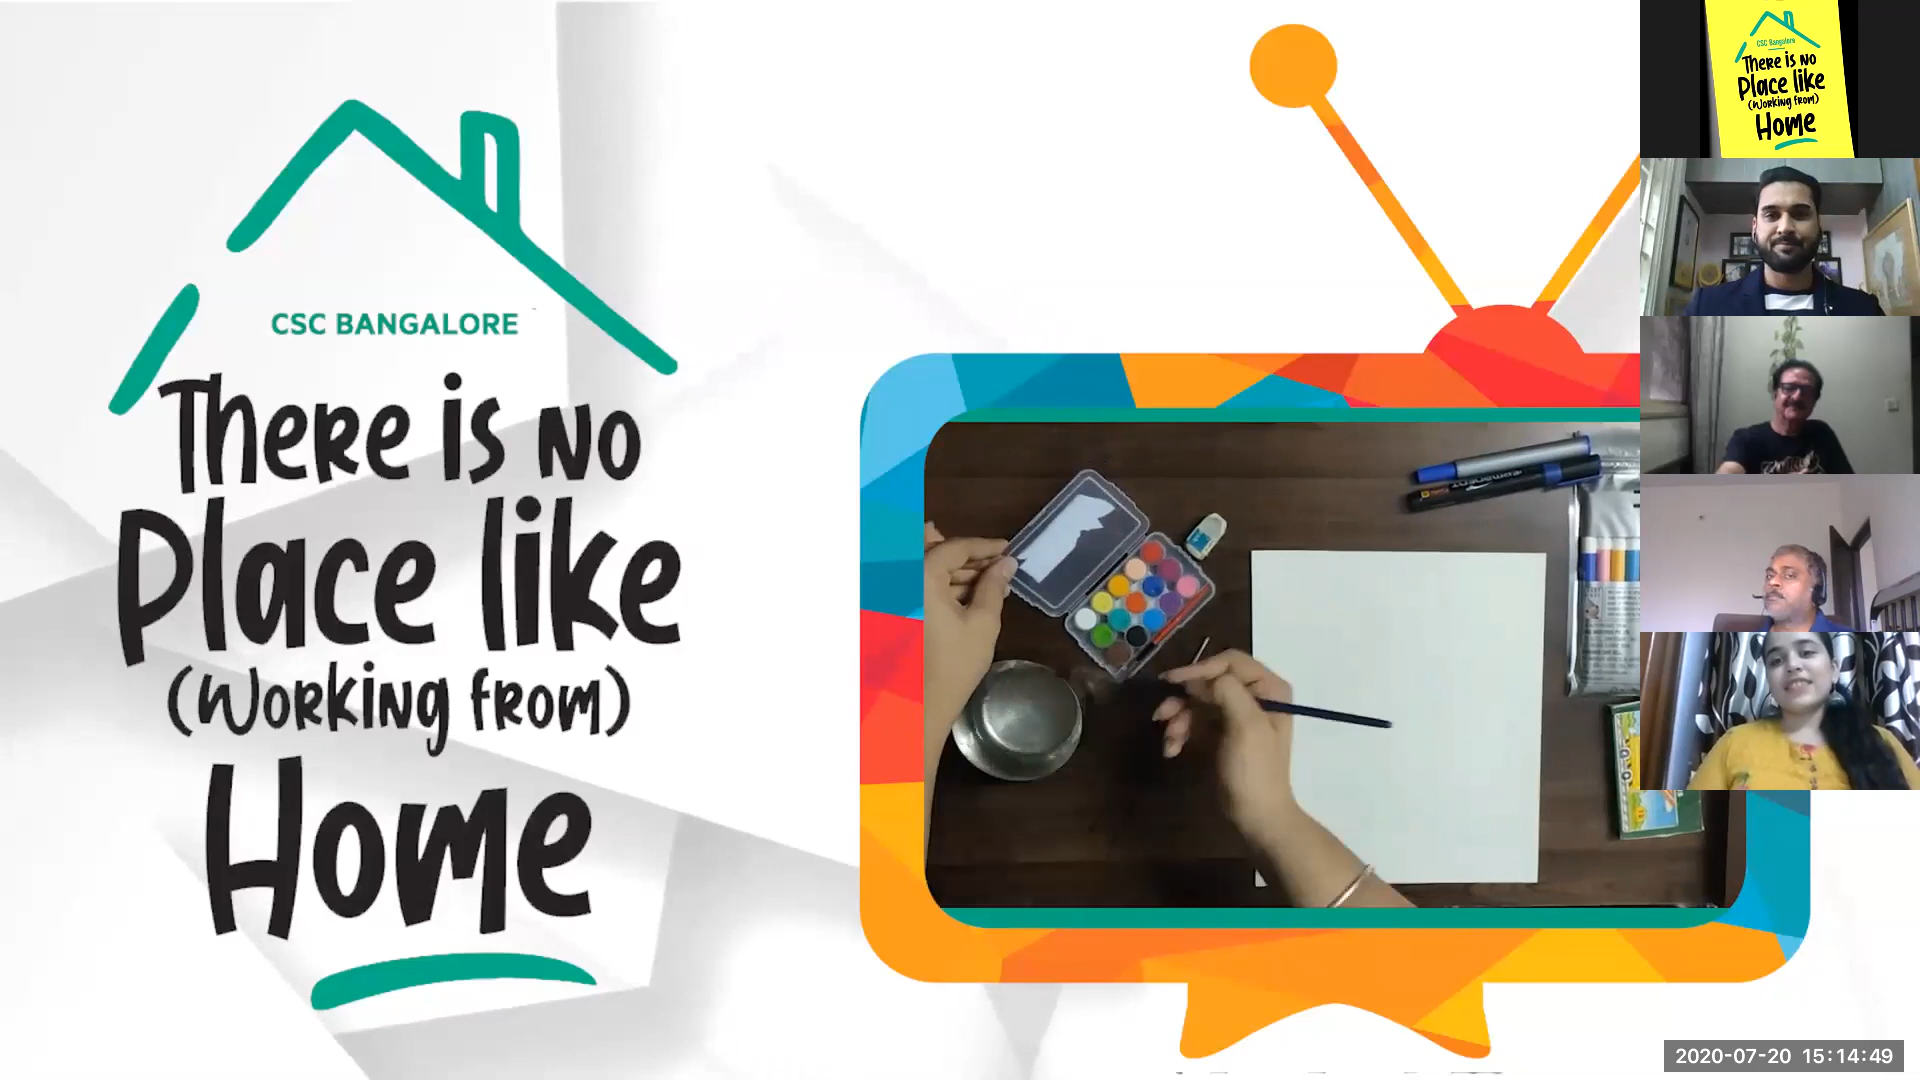 CSC BANGALORE
There is no
Place like
(Working from)
Home
CSC Bangalore
There is no
Place like
(Working from)
Home
2020-07-20 15:14:49